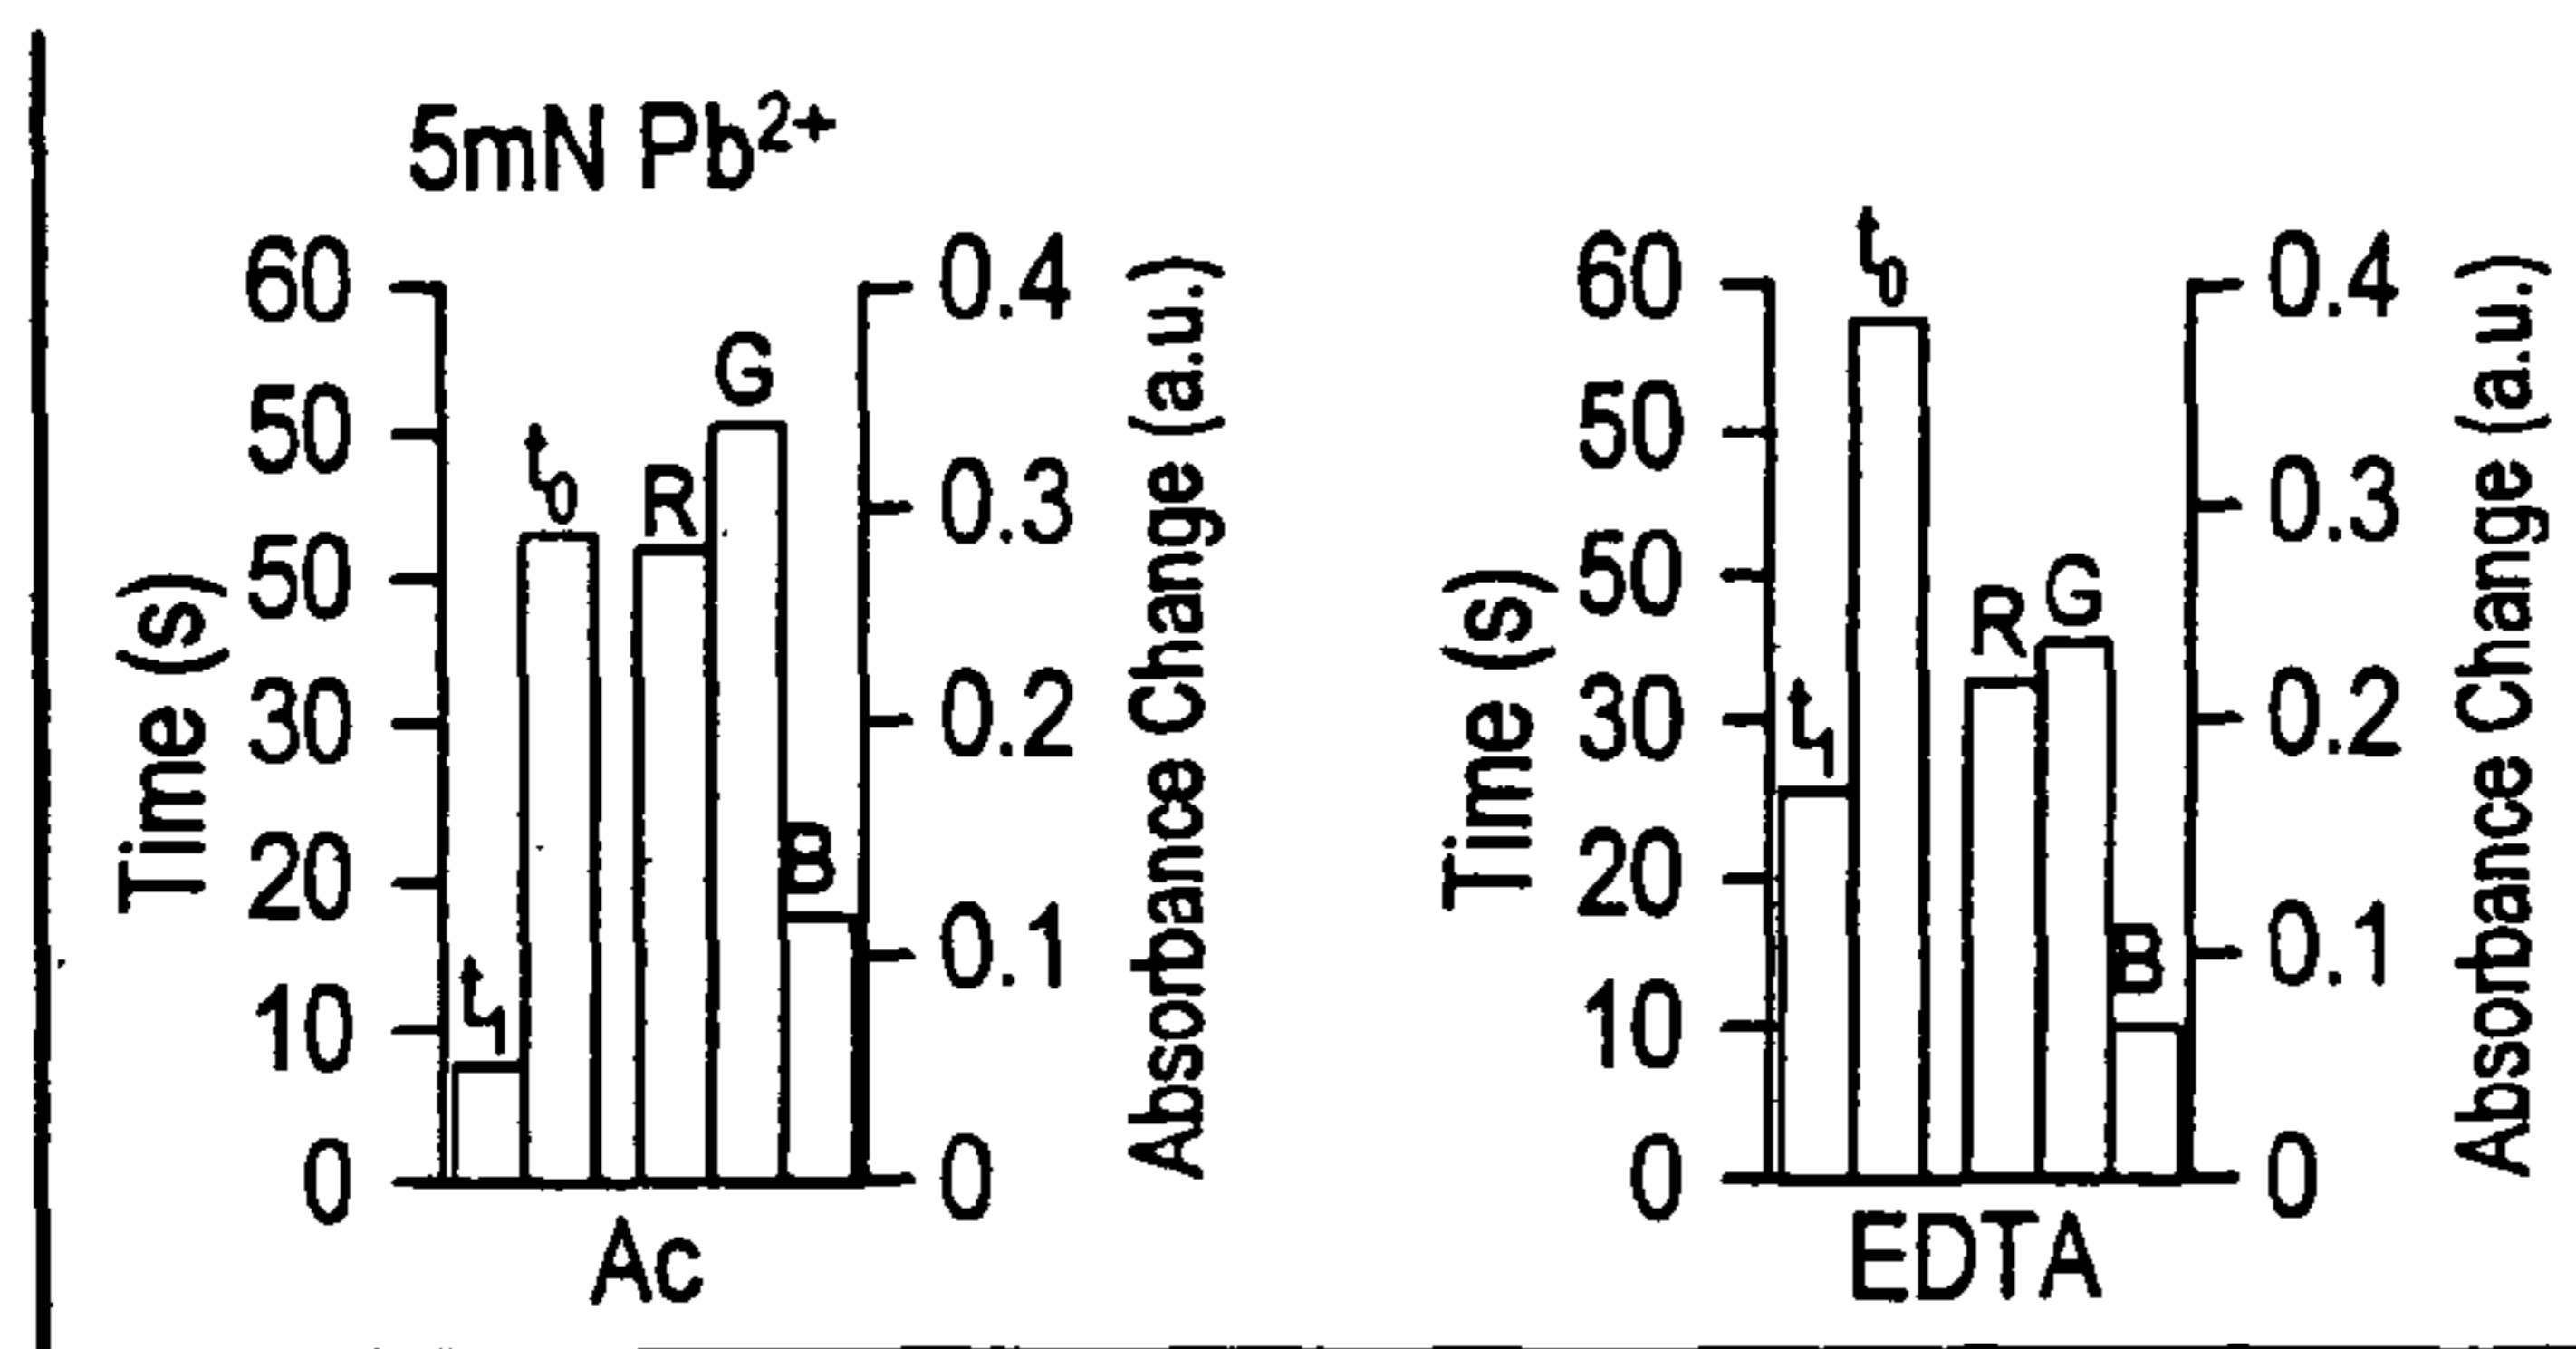 5mN Pb²⁺
Time (s)
60
50
50
30
20
10
0
t₁
t₀
R
G
B
0.4
0.3
0.2
0.1
0
Absorbance Change (a.u.)
Ac
Time (s)
60
50
50
30
20
10
0
t₁
t₀
R
G
B
0.4
0.3
0.2
0.1
0
Absorbance Change (a.u.)
EDTA